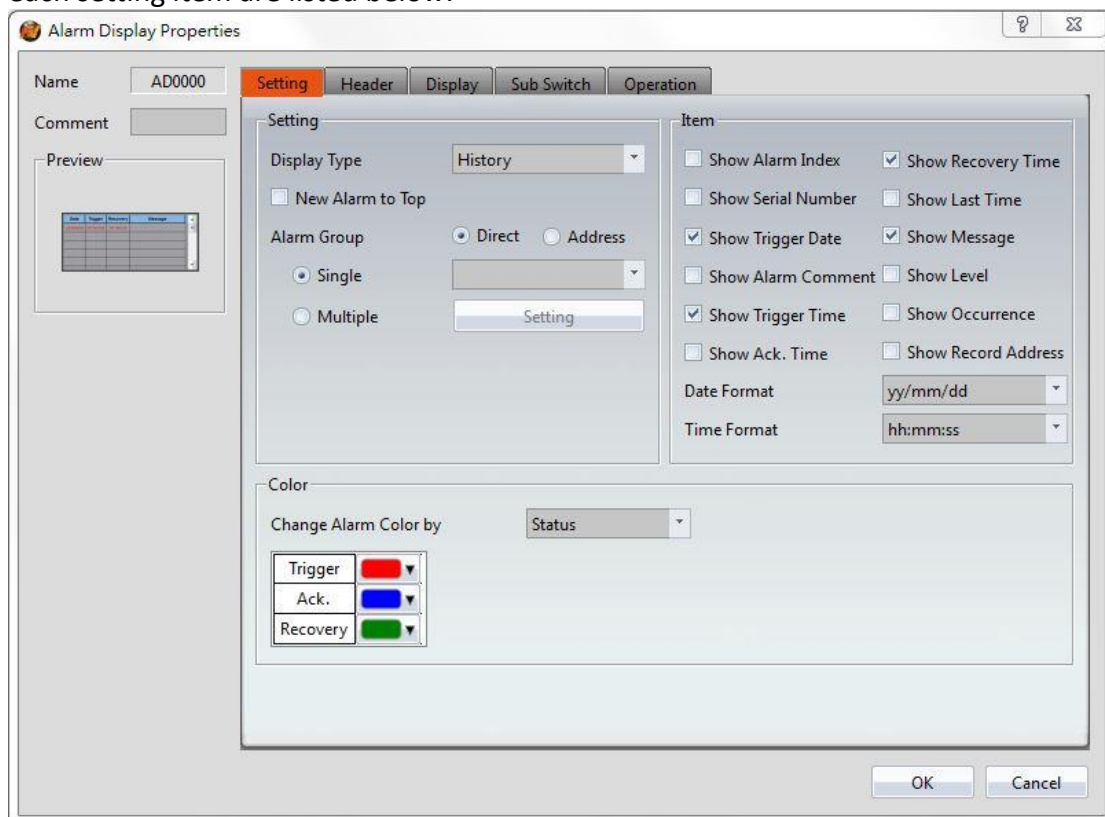 each setting item are listed below.
Alarm Display Properties
Name AD0000
Comment
Preview
Date Trigger Recovery Message
Setting Header Display Sub Switch Operation
Setting
Display Type History
New Alarm to Top
Alarm Group Direct Address
Single
Multiple Setting
Item
Show Alarm Index Show Recovery Time
Show Serial Number Show Last Time
Show Trigger Date Show Message
Show Alarm Comment Show Level
Show Trigger Time Show Occurrence
Show Ack. Time Show Record Address
Date Format yy/mm/dd
Time Format hh:mm:ss
Color
Change Alarm Color by Status
Trigger
Ack.
Recovery
OK Cancel